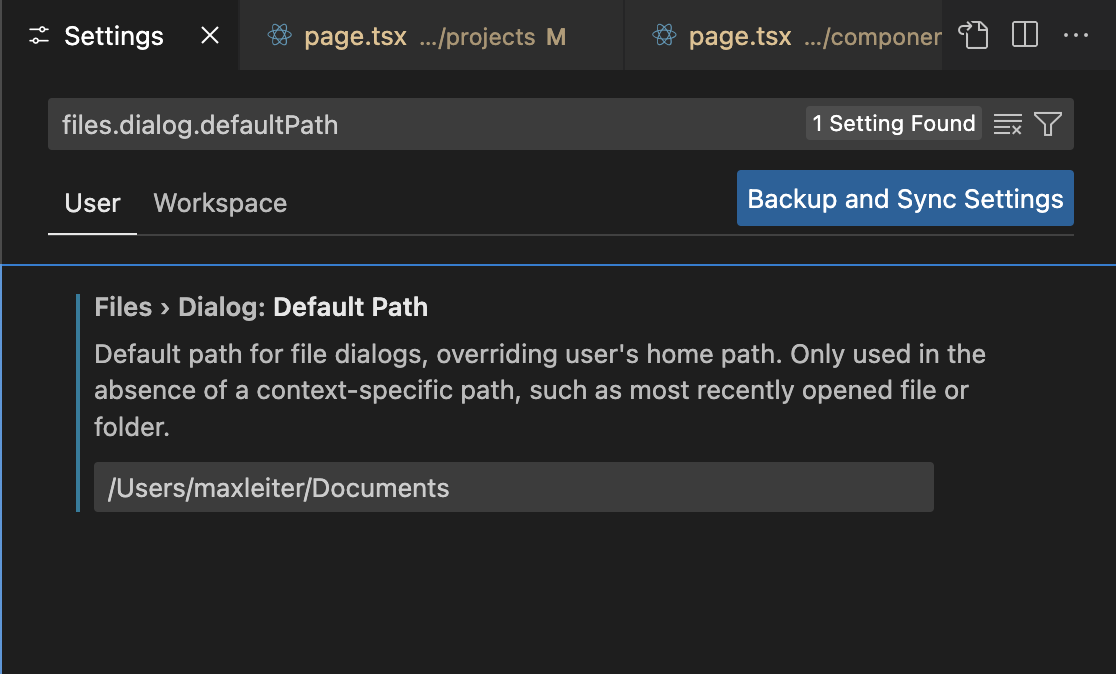 Settings page.tsx .../projects M page.tsx .../componer
files.dialog.defaultPath 1 Setting Found
User Workspace Backup and Sync Settings
Files › Dialog: Default Path
Default path for file dialogs, overriding user's home path. Only used in the
absence of a context-specific path, such as most recently opened file or
folder.
/Users/maxleiter/Documents